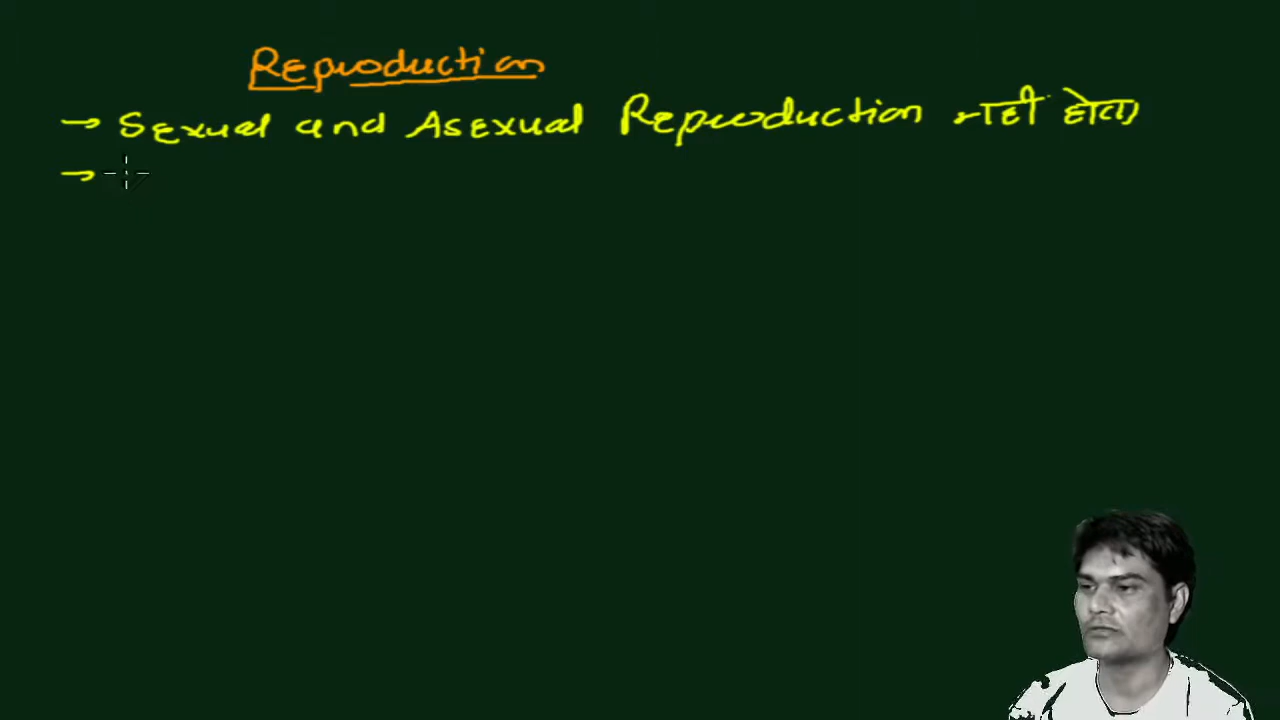 Reproduction
→ Sexual and Asexual Reproduction नही होता
→